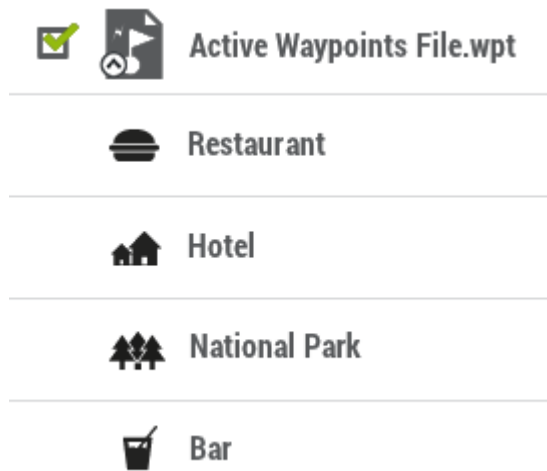 Active Waypoints File.wpt
Restaurant
Hotel
National Park
Bar